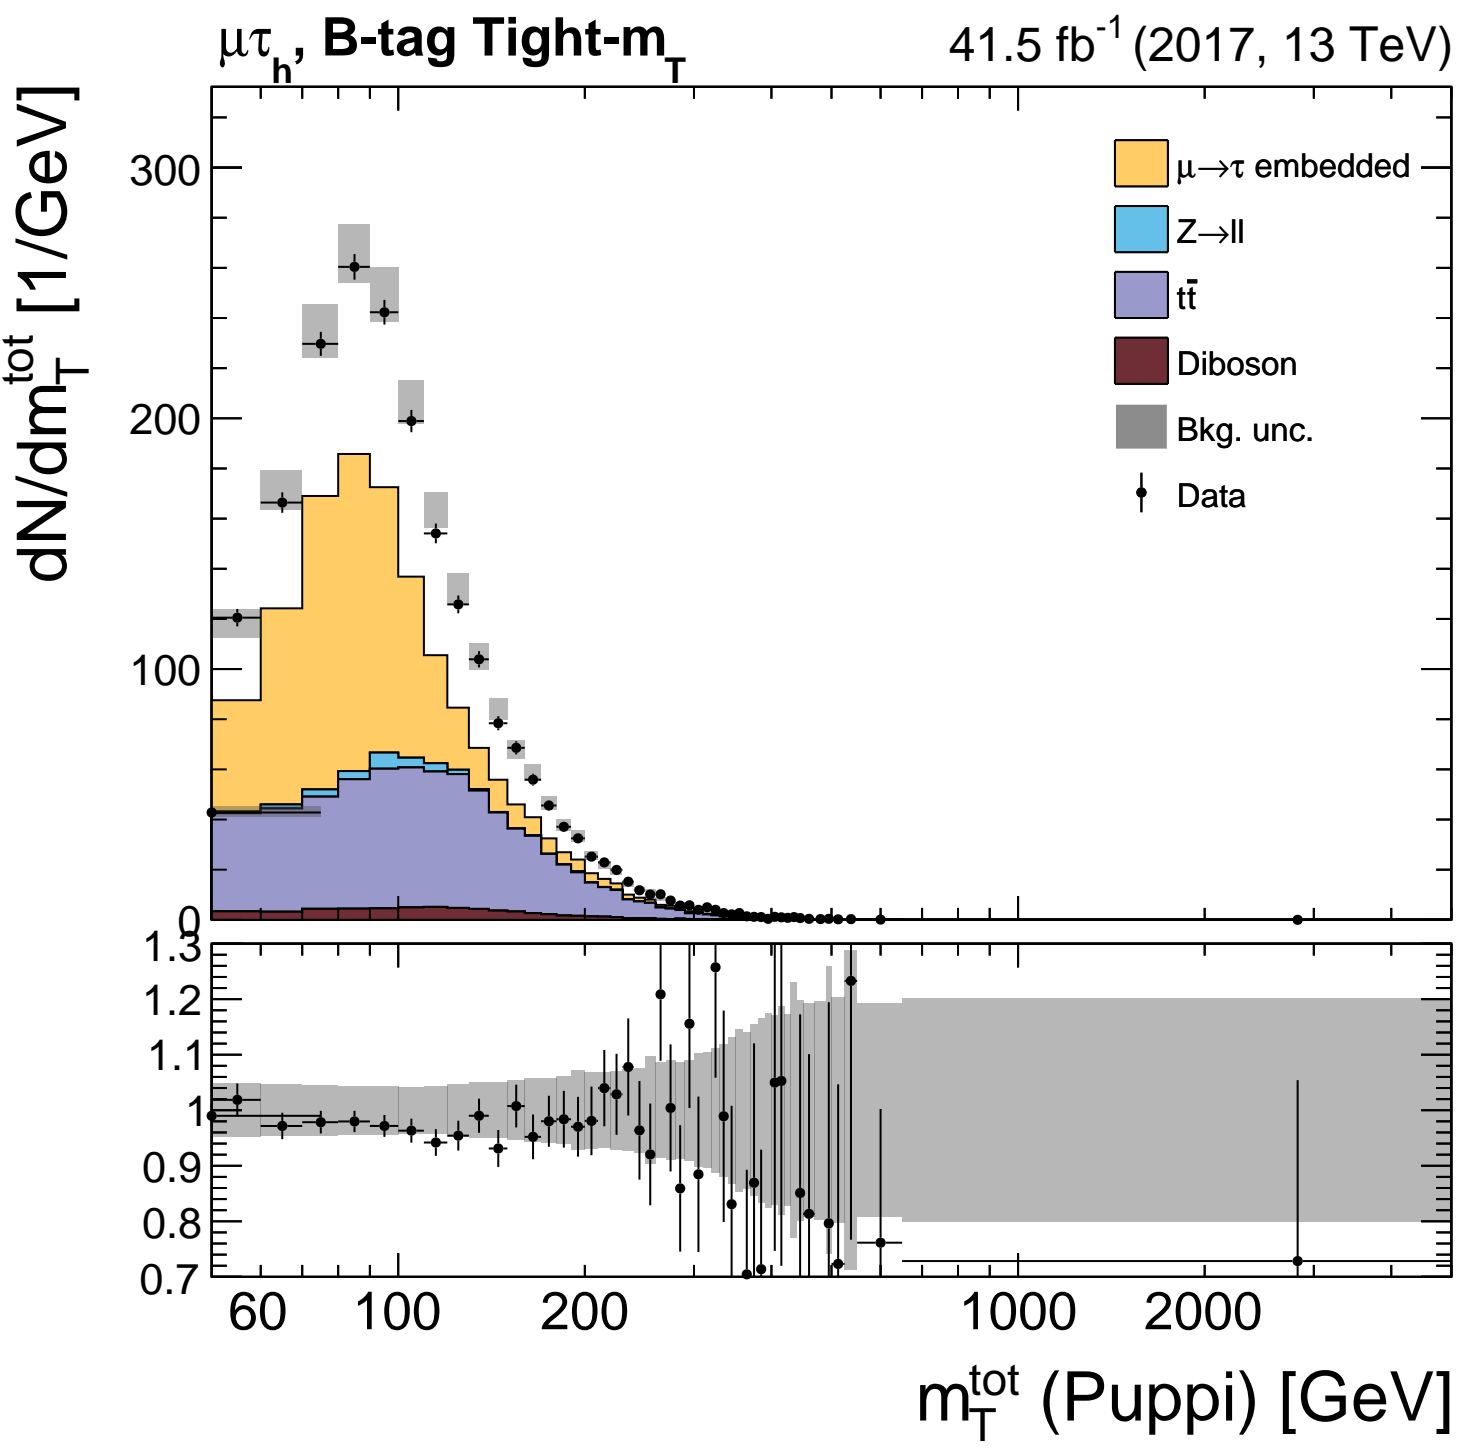 μτh, B-tag Tight-mT
41.5 fb-1 (2017, 13 TeV)
dN/dmTtot [1/GeV]
300
200
100
0
μ→τ embedded
Z→ll
tt̄
Diboson
Bkg. unc.
Data
1.3
1.2
1.1
1
0.9
0.8
0.7
60 100 200 1000 2000
mTtot (Puppi) [GeV]